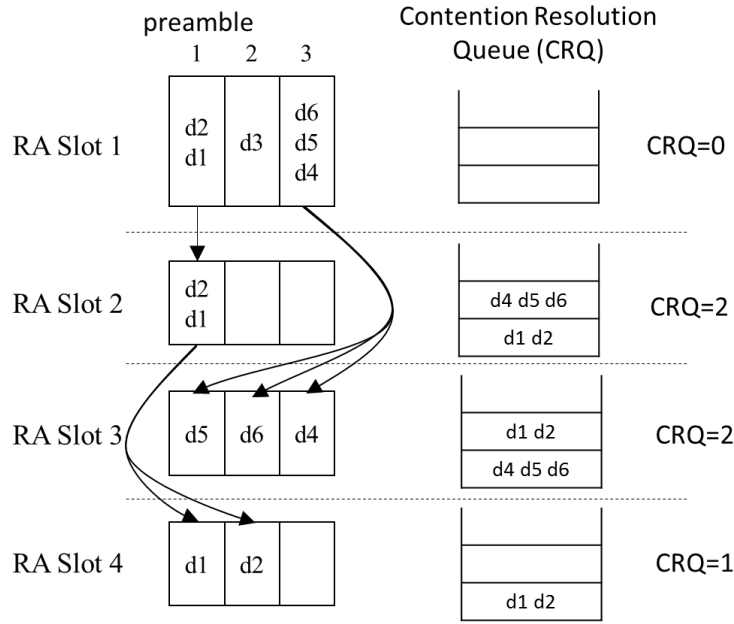 preamble
Contention Resolution
Queue (CRQ)
1 2 3
RA Slot 1
d2
d1
d3
d6
d5
d4
CRQ=0
RA Slot 2
d2
d1
d4 d5 d6
d1 d2
CRQ=2
RA Slot 3
d5 d6 d4
d1 d2
d4 d5 d6
CRQ=2
RA Slot 4
d1 d2
d1 d2
CRQ=1